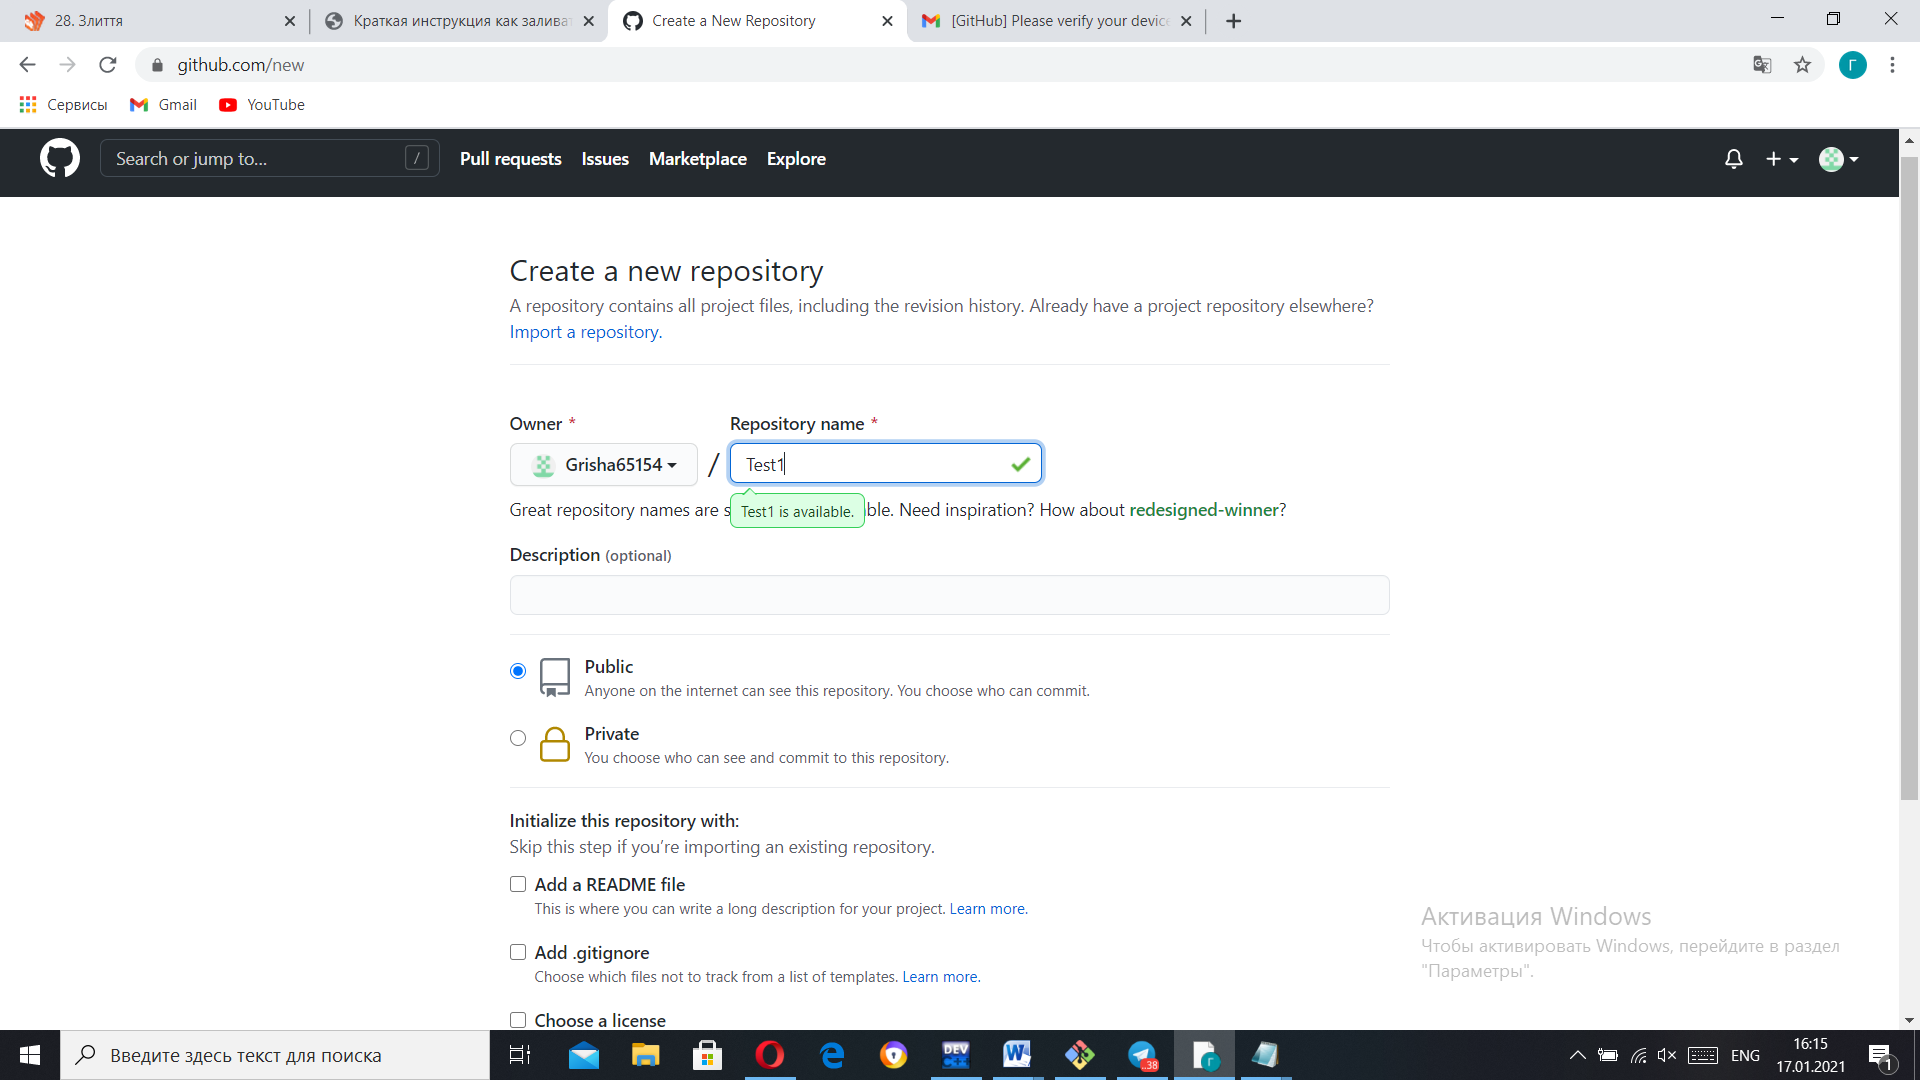 28. Злиття
Краткая инструкция как заливат
Create a New Repository
[GitHub] Please verify your device
github.com/new
Г
Сервисы
Gmail
YouTube
Search or jump to...
/
Pull requests
Issues
Marketplace
Explore
Create a new repository
A repository contains all project files, including the revision history. Already have a project repository elsewhere?
Import a repository.
Owner *
Repository name *
Grisha65154
/
Test1
Great repository names are s
Test1 is available.
ble. Need inspiration? How about redesigned-winner?
Description (optional)
Public
Anyone on the internet can see this repository. You choose who can commit.
Private
You choose who can see and commit to this repository.
Initialize this repository with:
Skip this step if you’re importing an existing repository.
Add a README file
This is where you can write a long description for your project. Learn more.
Add .gitignore
Choose which files not to track from a list of templates. Learn more.
Choose a license
Активация Windows
Чтобы активировать Windows, перейдите в раздел
"Параметры".
Введите здесь текст для поиска
DEV
C++
W
..38
Г
ENG
16:15
17.01.2021
1